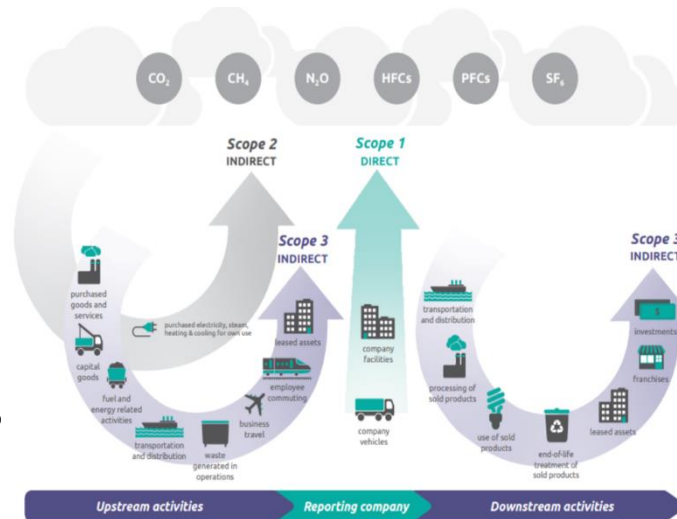 CO₂ CH₄ N₂O HFCs PFCs SF₆
Scope 2
INDIRECT
Scope 1
DIRECT
Scope 3
INDIRECT
Scope 3
INDIRECT
purchased
goods and
services
capital
goods
fuel and
energy related
activities
purchased electricity, steam,
heating & cooling for own use
transportation
and distribution
waste
generated in
operations
business
travel
employee
commuting
leased assets
company
facilities
company
vehicles
transportation
and distribution
processing of
sold products
use of sold
products
end-of-life
treatment of
sold products
leased assets
franchises
$
investments
Upstream activities
Reporting company
Downstream activities